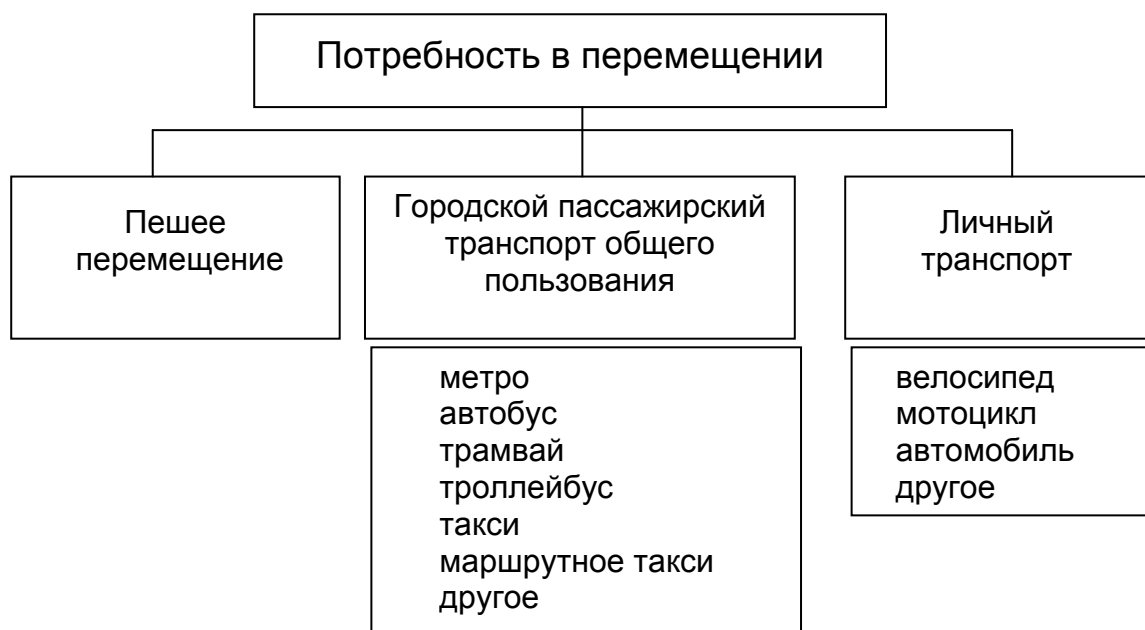 Потребность в перемещении
Пешее
перемещение
Городской пассажирский
транспорт общего
пользования
Личный
транспорт
метро
автобус
трамвай
троллейбус
такси
маршрутное такси
другое
велосипед
мотоцикл
автомобиль
другое